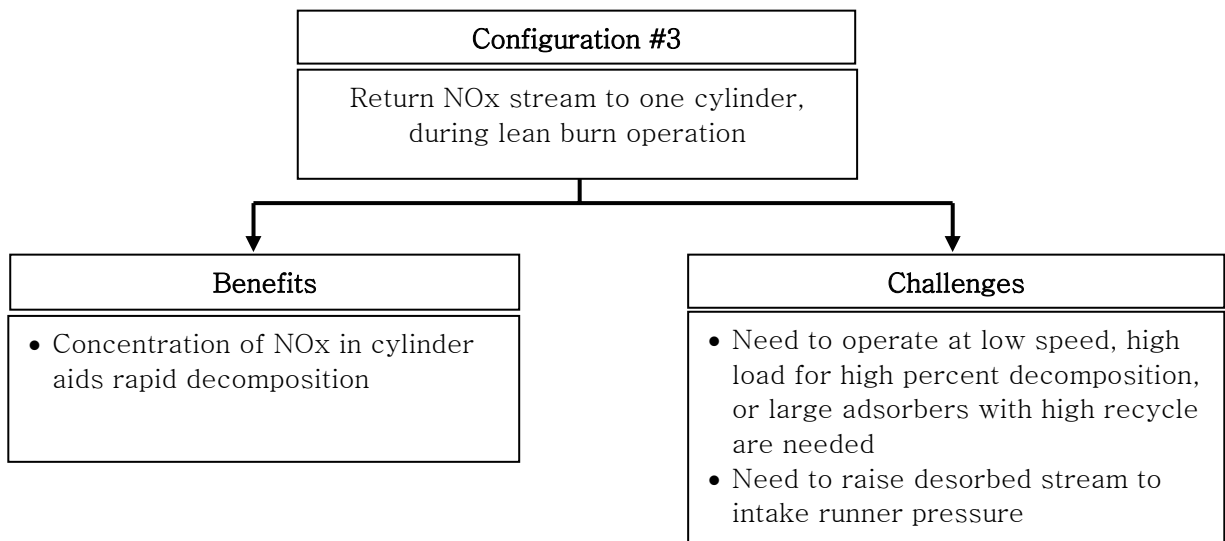 Configuration #3
Return NOx stream to one cylinder,
during lean burn operation
Benefits
• Concentration of NOx in cylinder
aids rapid decomposition
Challenges
• Need to operate at low speed, high
load for high percent decomposition,
or large adsorbers with high recycle
are needed
• Need to raise desorbed stream to
intake runner pressure